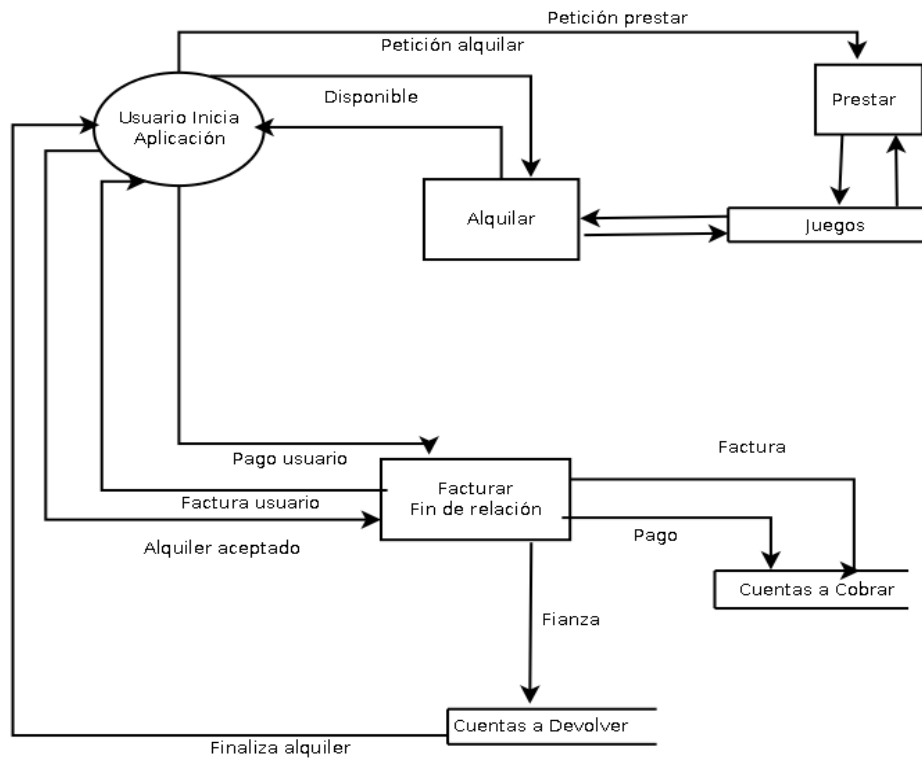 Petición prestar
Petición alquilar
Disponible
Usuario Inicia
Aplicación
Prestar
Alquilar
Juegos
Pago usuario
Factura
Facturar
Fin de relación
Factura usuario
Pago
Alquiler aceptado
Cuentas a Cobrar
Fianza
Cuentas a Devolver
Finaliza alquiler